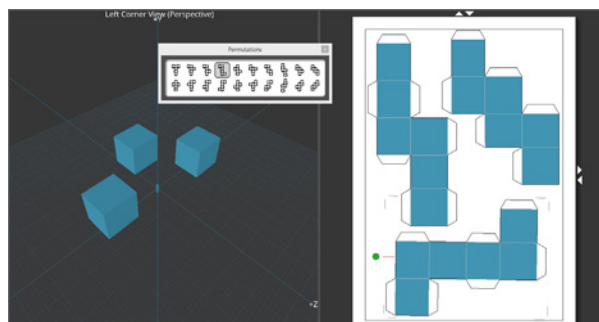 Left Corner View (Perspective)
+Y
Permutations
+Z